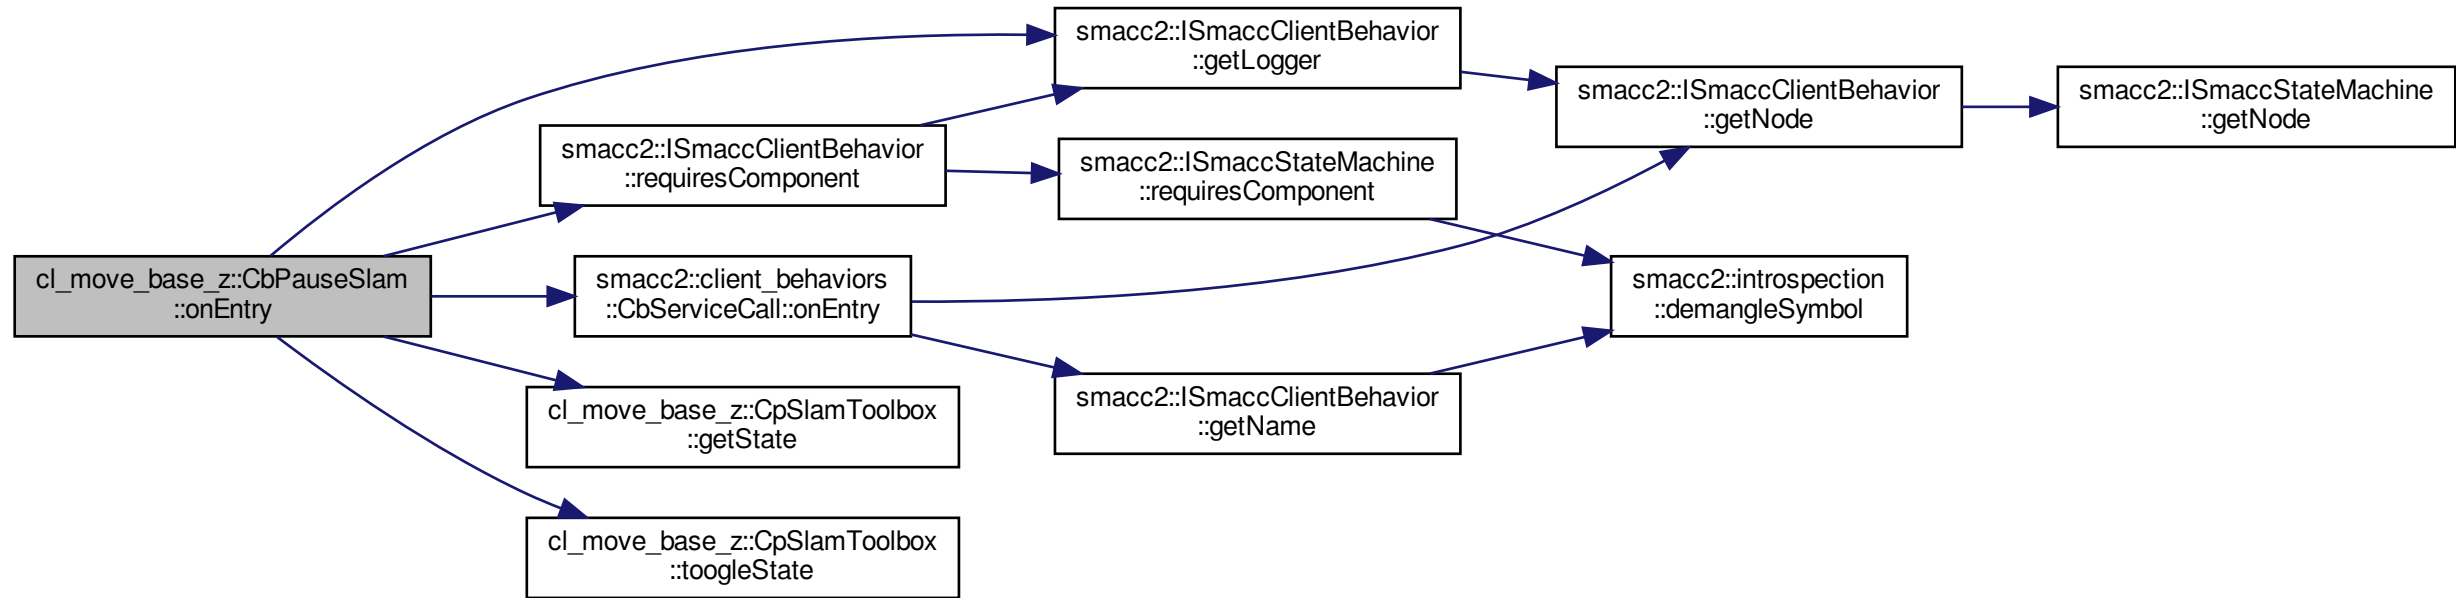 cl_move_base_z::CbPauseSlam
::onEntry
smacc2::ISmaccClientBehavior
::getLogger
smacc2::ISmaccClientBehavior
::requiresComponent
smacc2::client_behaviors
::CbServiceCall::onEntry
cl_move_base_z::CpSlamToolbox
::getState
cl_move_base_z::CpSlamToolbox
::toogleState
smacc2::ISmaccStateMachine
::requiresComponent
smacc2::ISmaccClientBehavior
::getName
smacc2::ISmaccClientBehavior
::getNode
smacc2::introspection
::demangleSymbol
smacc2::ISmaccStateMachine
::getNode